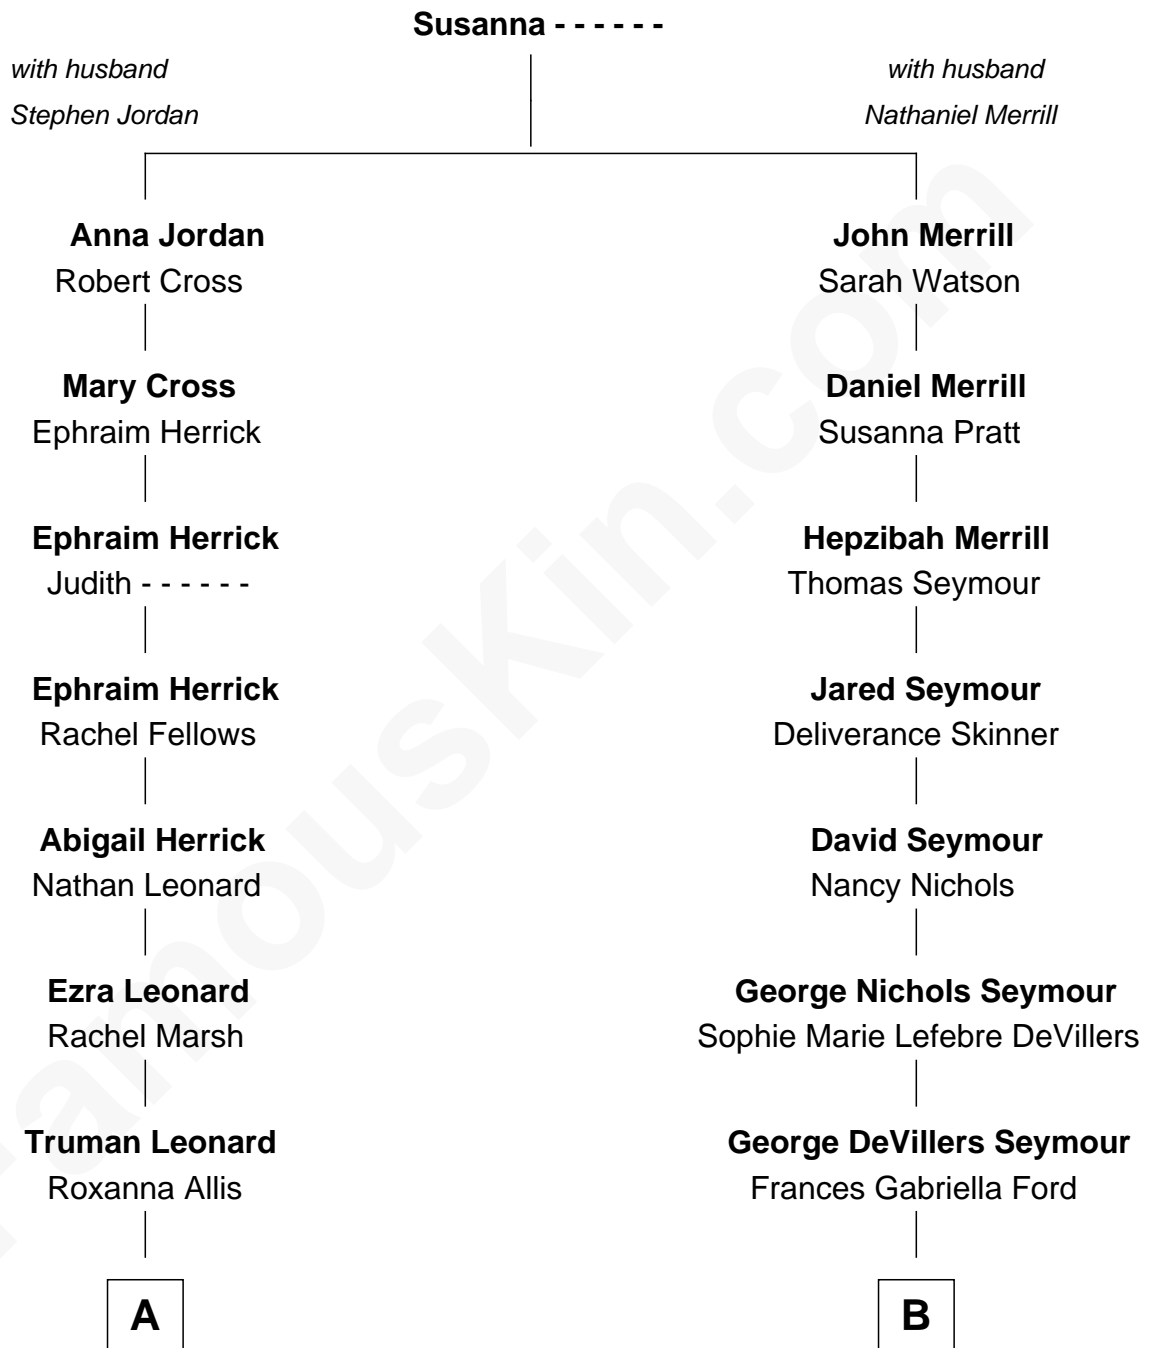 Susanna - - - - - -
with husband
Stephen Jordan
with husband
Nathaniel Merrill
Anna Jordan
Robert Cross
John Merrill
Sarah Watson
Mary Cross
Ephraim Herrick
Daniel Merrill
Susanna Pratt
Ephraim Herrick
Judith - - - - - -
Hepzibah Merrill
Thomas Seymour
Ephraim Herrick
Rachel Fellows
Jared Seymour
Deliverance Skinner
Abigail Herrick
Nathan Leonard
David Seymour
Nancy Nichols
Ezra Leonard
Rachel Marsh
George Nichols Seymour
Sophie Marie Lefebre DeVillers
Truman Leonard
Roxanna Allis
George DeVillers Seymour
Frances Gabriella Ford
A
B
FamousKin.com